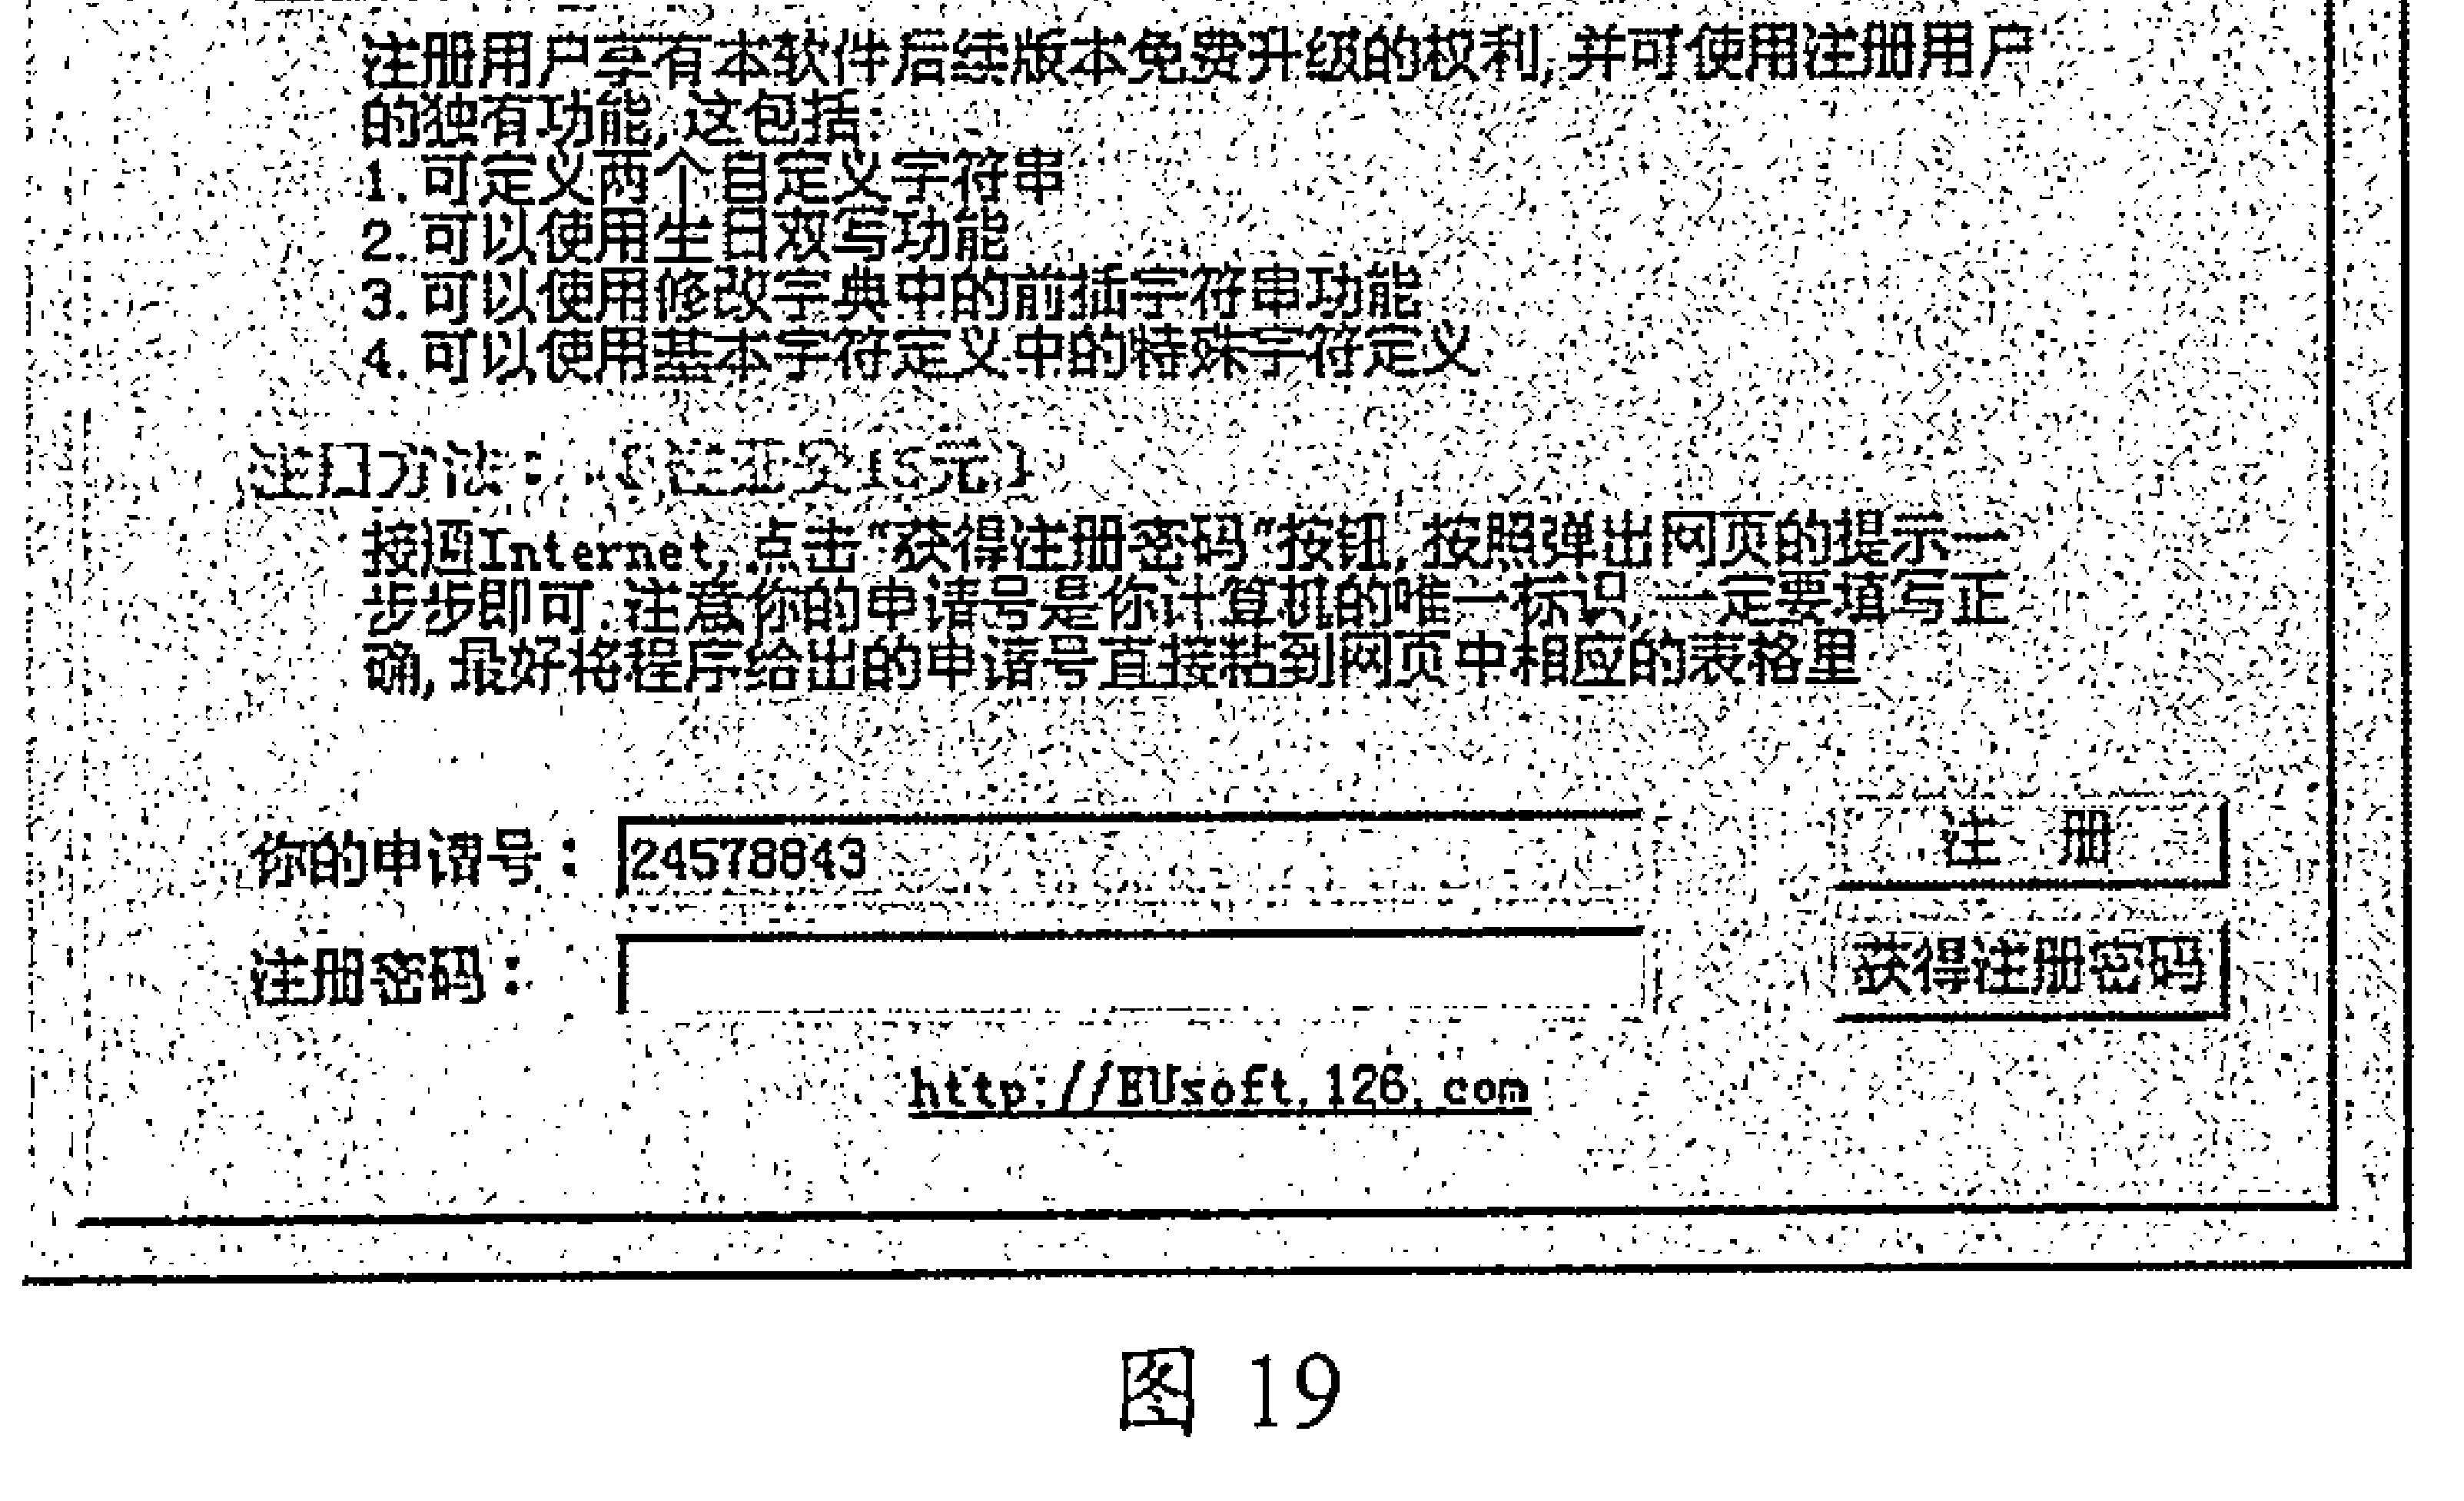 注册用户享有本软件后续版本免费升级的权利,并可使用注册用户
的独有功能,这包括:
1.可定义两个自定义字符串
2.可以使用生日双写功能
3.可以使用修改字典中的前插字符串功能
4.可以使用基本字符定义中的特殊字符定义
方法: 15元)
接通Internet,点击"获得注册密码"按钮,按照弹出网页的提示一
步步即可.注意你的申请号是你计算机的唯一标识,一定要填写正
确,最好将程序给出的申请号直接粘到网页中相应的表格里
你的申请号: 24578843 注 册
注册密码: 获得注册密码
http://EUsoft.126.com
图 19